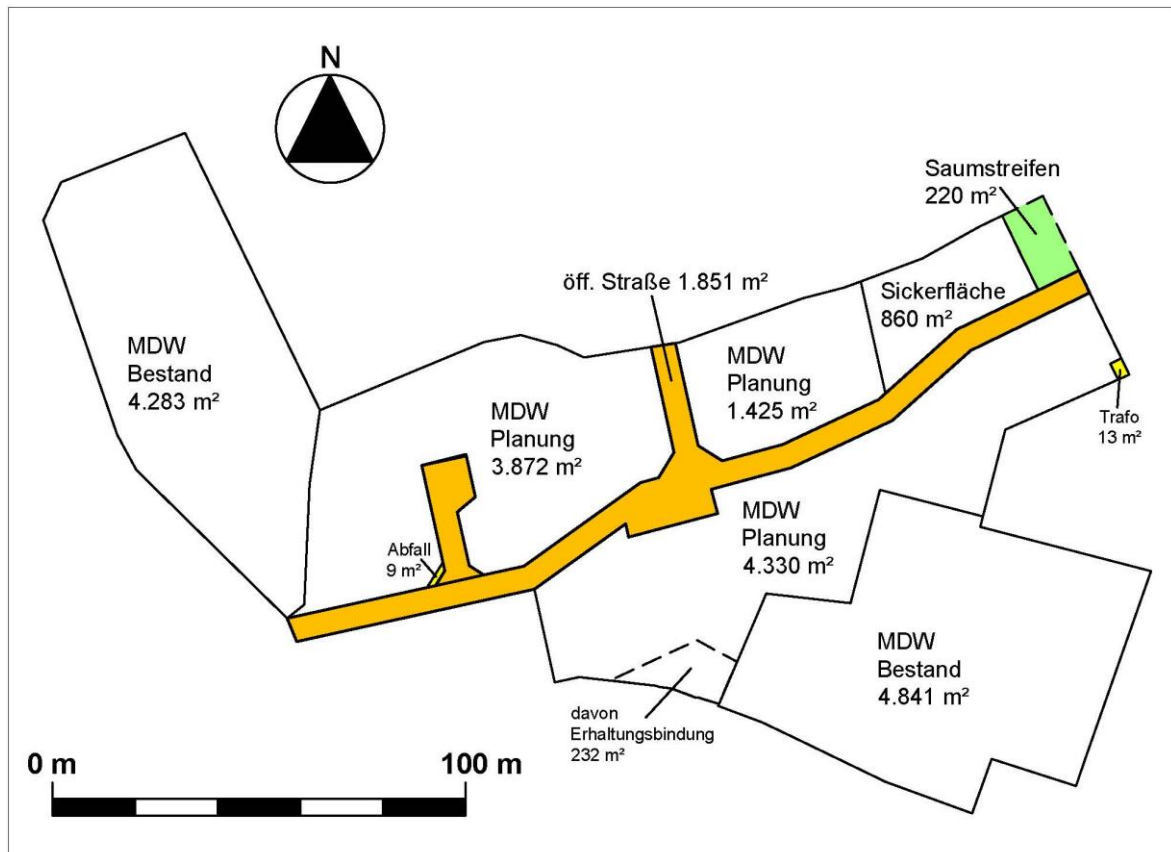 N
Saumstreifen
220 m²
öff. Straße 1.851 m²
Sickerfläche
860 m²
MDW
Bestand
4.283 m²
MDW
Planung
1.425 m²
MDW
Planung
3.872 m²
Trafo
13 m²
Abfall
9 m²
MDW
Planung
4.330 m²
MDW
Bestand
4.841 m²
davon
Erhaltungsbindung
232 m²
0 m
100 m